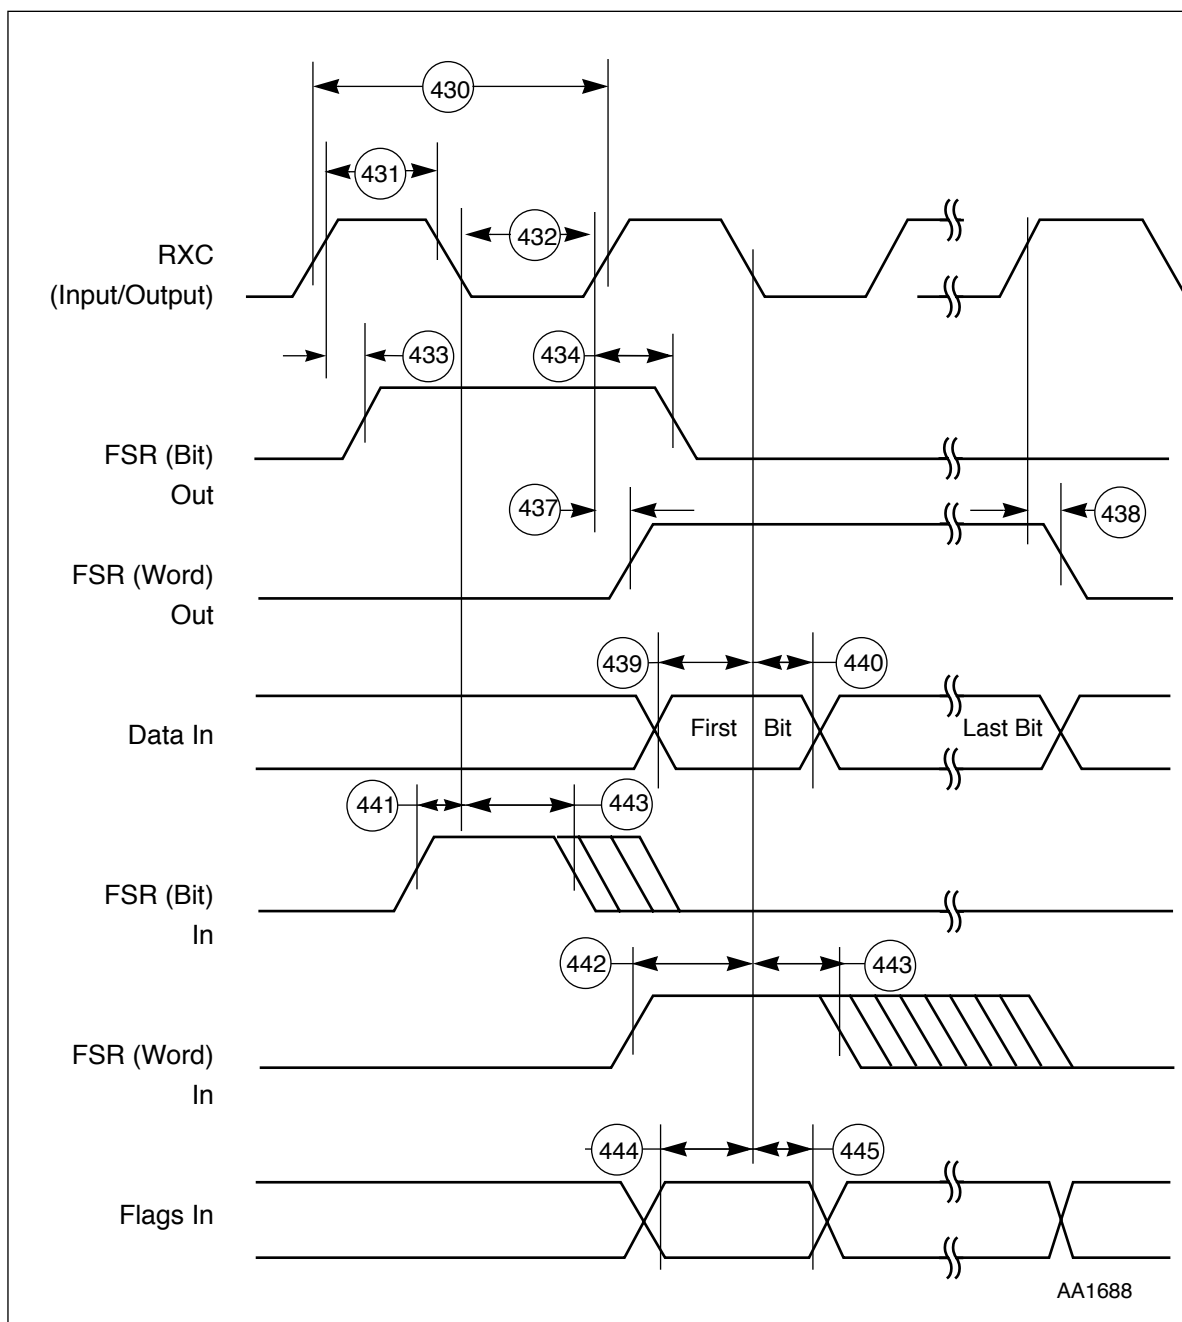 430
431
432
RXC
(Input/Output)
433
434
FSR (Bit)
Out
437
438
FSR (Word)
Out
439
440
First
Bit
Last Bit
Data In
441
443
FSR (Bit)
In
442
443
FSR (Word)
In
444
445
Flags In
AA1688